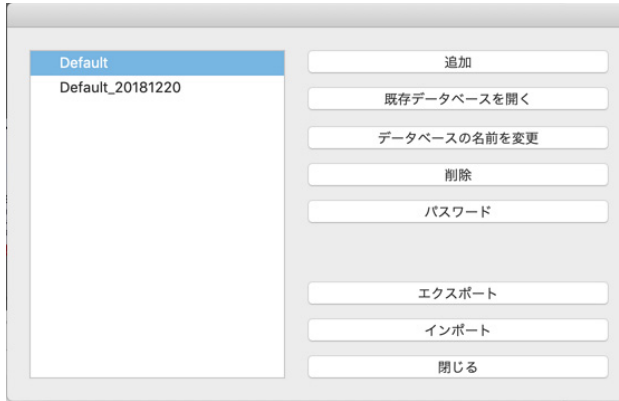 Default
Default_20181220
追加
既存データベースを開く
データベースの名前を変更
削除
パスワード
エクスポート
インポート
閉じる